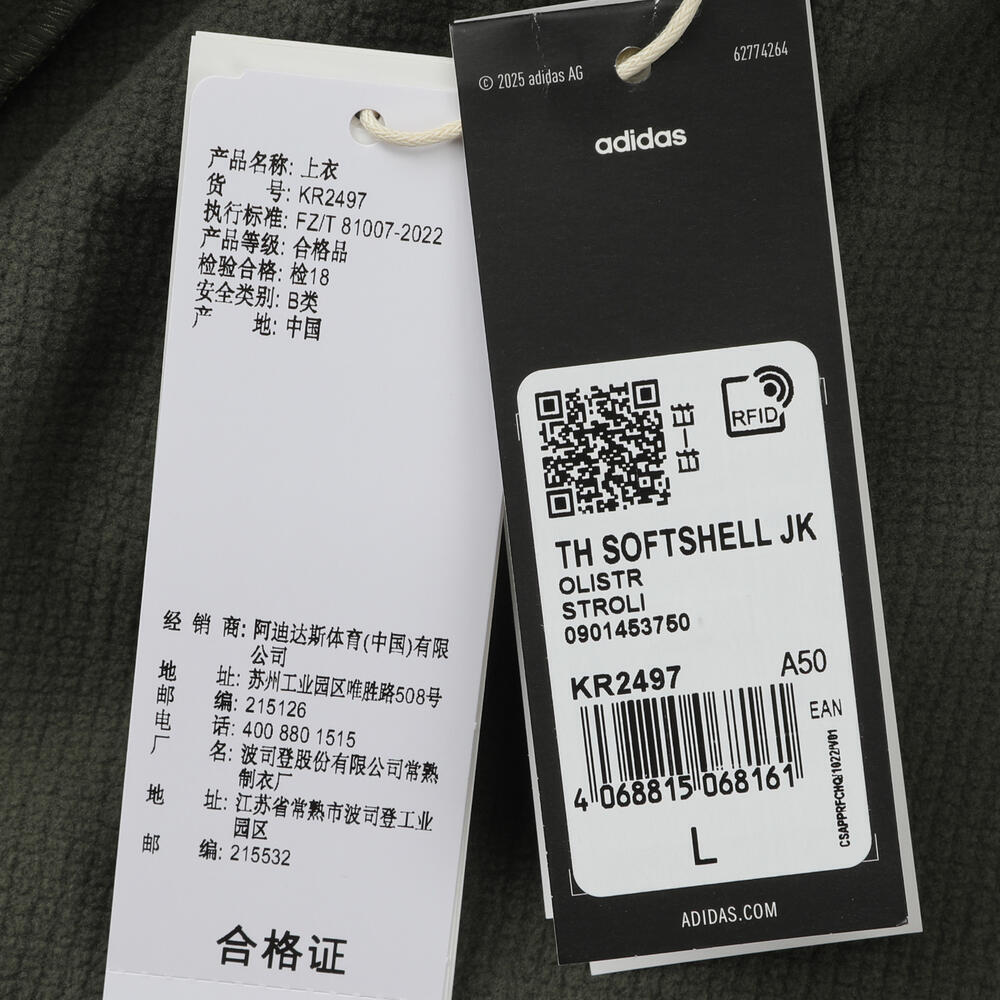 产品名称: 上衣
货 号: KR2497
执行标准: FZ/T 81007-2022
产品等级: 合格品
检验合格: 检18
安全类别: B类
产 地: 中国
经 销 商: 阿迪达斯体育(中国)有限
公司
地 址: 苏州工业园区唯胜路508号
邮 编: 215126
电 话: 400 880 1515
厂 名: 波司登股份有限公司常熟
制衣厂
地 址: 江苏省常熟市波司登工业
园区
邮 编: 215532
合格证
© 2025 adidas AG
62774264
adidas
扫一扫
RFID
TH SOFTSHELL JK
OLISTR
STROLI
0901453750
KR2497
A50
EAN
4 068815 068161
CSAPPRFCHQ/1022/V01
L
ADIDAS.COM